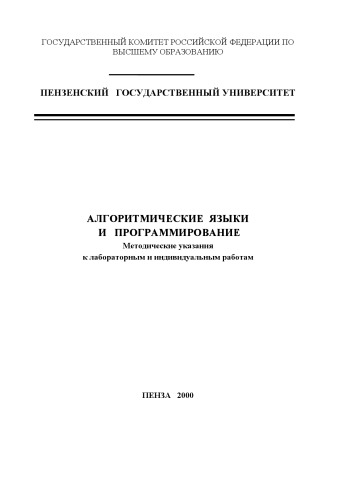 ГОСУДАРСТВЕННЫЙ КОМИТЕТ РОССИЙСКОЙ ФЕДЕРАЦИИ ПО
ВЫСШЕМУ ОБРАЗОВАНИЮ
ПЕНЗЕНСКИЙ ГОСУДАРСТВЕННЫЙ УНИВЕРСИТЕТ
АЛГОРИТМИЧЕСКИЕ ЯЗЫКИ
И ПРОГРАММИРОВАНИЕ
Методические указания
к лабораторным и индивидуальным работам
ПЕНЗА 2000